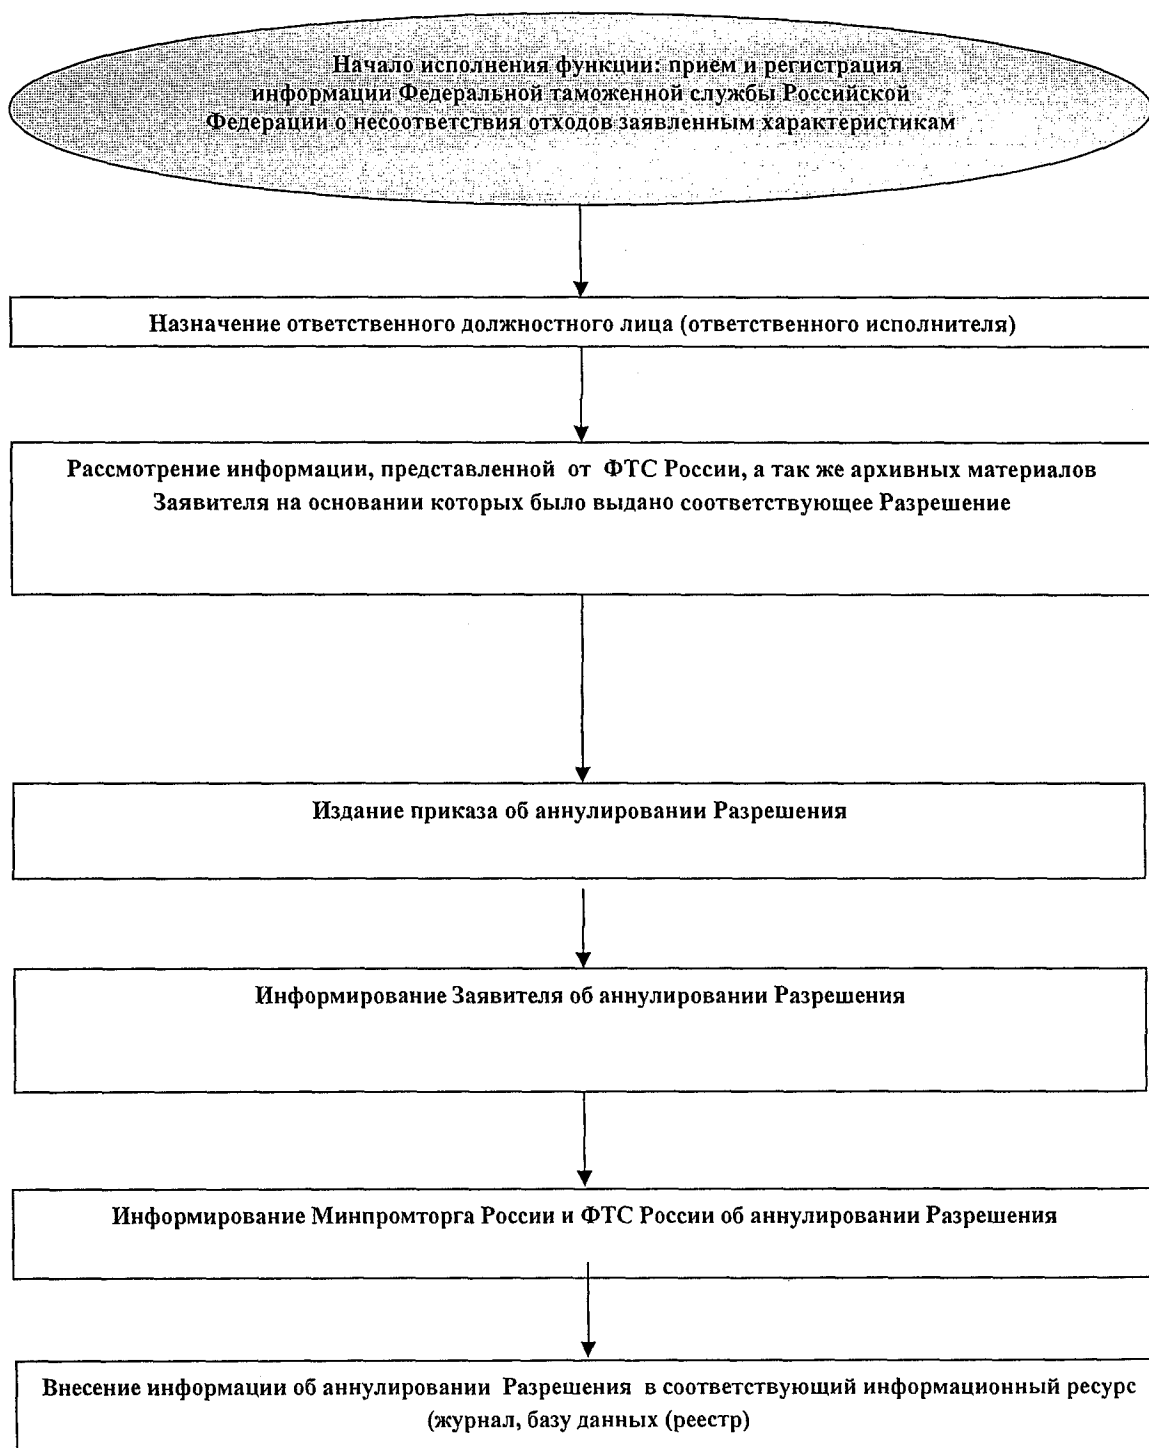 Начало исполнения функции: прием и регистрация
информации Федеральной таможенной службы Российской
Федерации о несоответствия отходов заявленным характеристикам
Назначение ответственного должностного лица (ответственного исполнителя)
Рассмотрение информации, представленной от ФТС России, а так же архивных материалов
Заявителя на основании которых было выдано соответствующее Разрешение
Издание приказа об аннулировании Разрешения
Информирование Заявителя об аннулировании Разрешения
Информирование Минпромторга России и ФТС России об аннулировании Разрешения
Внесение информации об аннулировании Разрешения в соответствующий информационный ресурс
(журнал, базу данных (реестр)